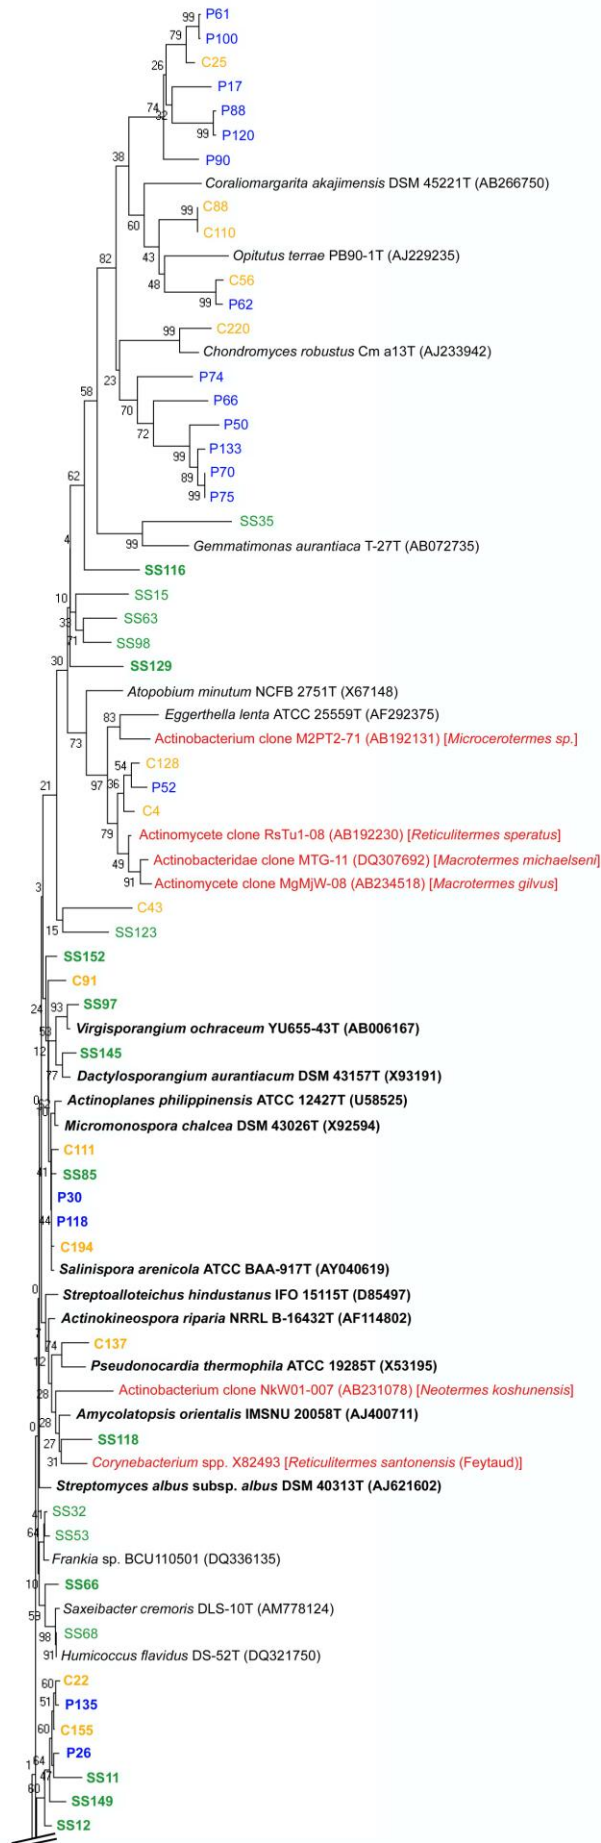 99 P61
P100
79
C25
26
P17
74
32
P88
99 P120
P90
38
Coraliomargarita akajimensis DSM 45221T (AB266750)
99 C88
C110
60
43
Opitutus terrae PB90-1T (AJ229235)
82
48
C56
99 P62
99 C220
Chondromyces robustus Cm a13T (AJ233942)
23
P74
58
70
P66
72
P50
99
P133
89
P70
99 P75
62
SS35
99
Gemmatimonas aurantiaca T-27T (AB072735)
4
SS116
10
SS15
33
SS63
71
SS98
30
SS129
Atopobium minutum NCFB 2751T (X67148)
83
Eggerthella lenta ATCC 25559T (AF292375)
73
Actinobacterium clone M2PT2-71 (AB192131) [Microcerotermes sp.]
54 C128
97 36
P52
21
C4
79
Actinomycete clone RsTu1-08 (AB192230) [Reticulitermes speratus]
49
Actinobacteridae clone MTG-11 (DQ307692) [Macrotermes michaelseni]
91
Actinomycete clone MgMjW-08 (AB234518) [Macrotermes gilvus]
3
C43
15 SS123
SS152
C91
24 93 SS97
53
Virgisporangium ochraceum YU655-43T (AB006167)
12
SS145
77
Dactylosporangium aurantiacum DSM 43157T (X93191)
0
Actinoplanes philippinensis ATCC 12427T (U58525)
10
Micromonospora chalcea DSM 43026T (X92594)
C111
41 SS85
P30
44 P118
C194
Salinispora arenicola ATCC BAA-917T (AY040619)
0
Streptoalloteichus hindustanus IFO 15115T (D85497)
Actinokineospora riparia NRRL B-16432T (AF114802)
74 C137
12
Pseudonocardia thermophila ATCC 19285T (X53195)
28
Actinobacterium clone NkW01-007 (AB231078) [Neotermes koshunensis]
0 28
Amycolatopsis orientalis IMSNU 20058T (AJ400711)
27 SS118
31 Corynebacterium spp. X82493 [Reticulitermes santonensis (Feytaud)]
Streptomyces albus subsp. albus DSM 40313T (AJ621602)
41 SS32
64 SS53
Frankia sp. BCU110501 (DQ336135)
10 SS66
59 Saxeibacter cremoris DLS-10T (AM778124)
98 SS68
91 Humicoccus flavidus DS-52T (DQ321750)
60 C22
51 P135
60 C155
P26
1 64
47 SS11
60
SS149
SS12